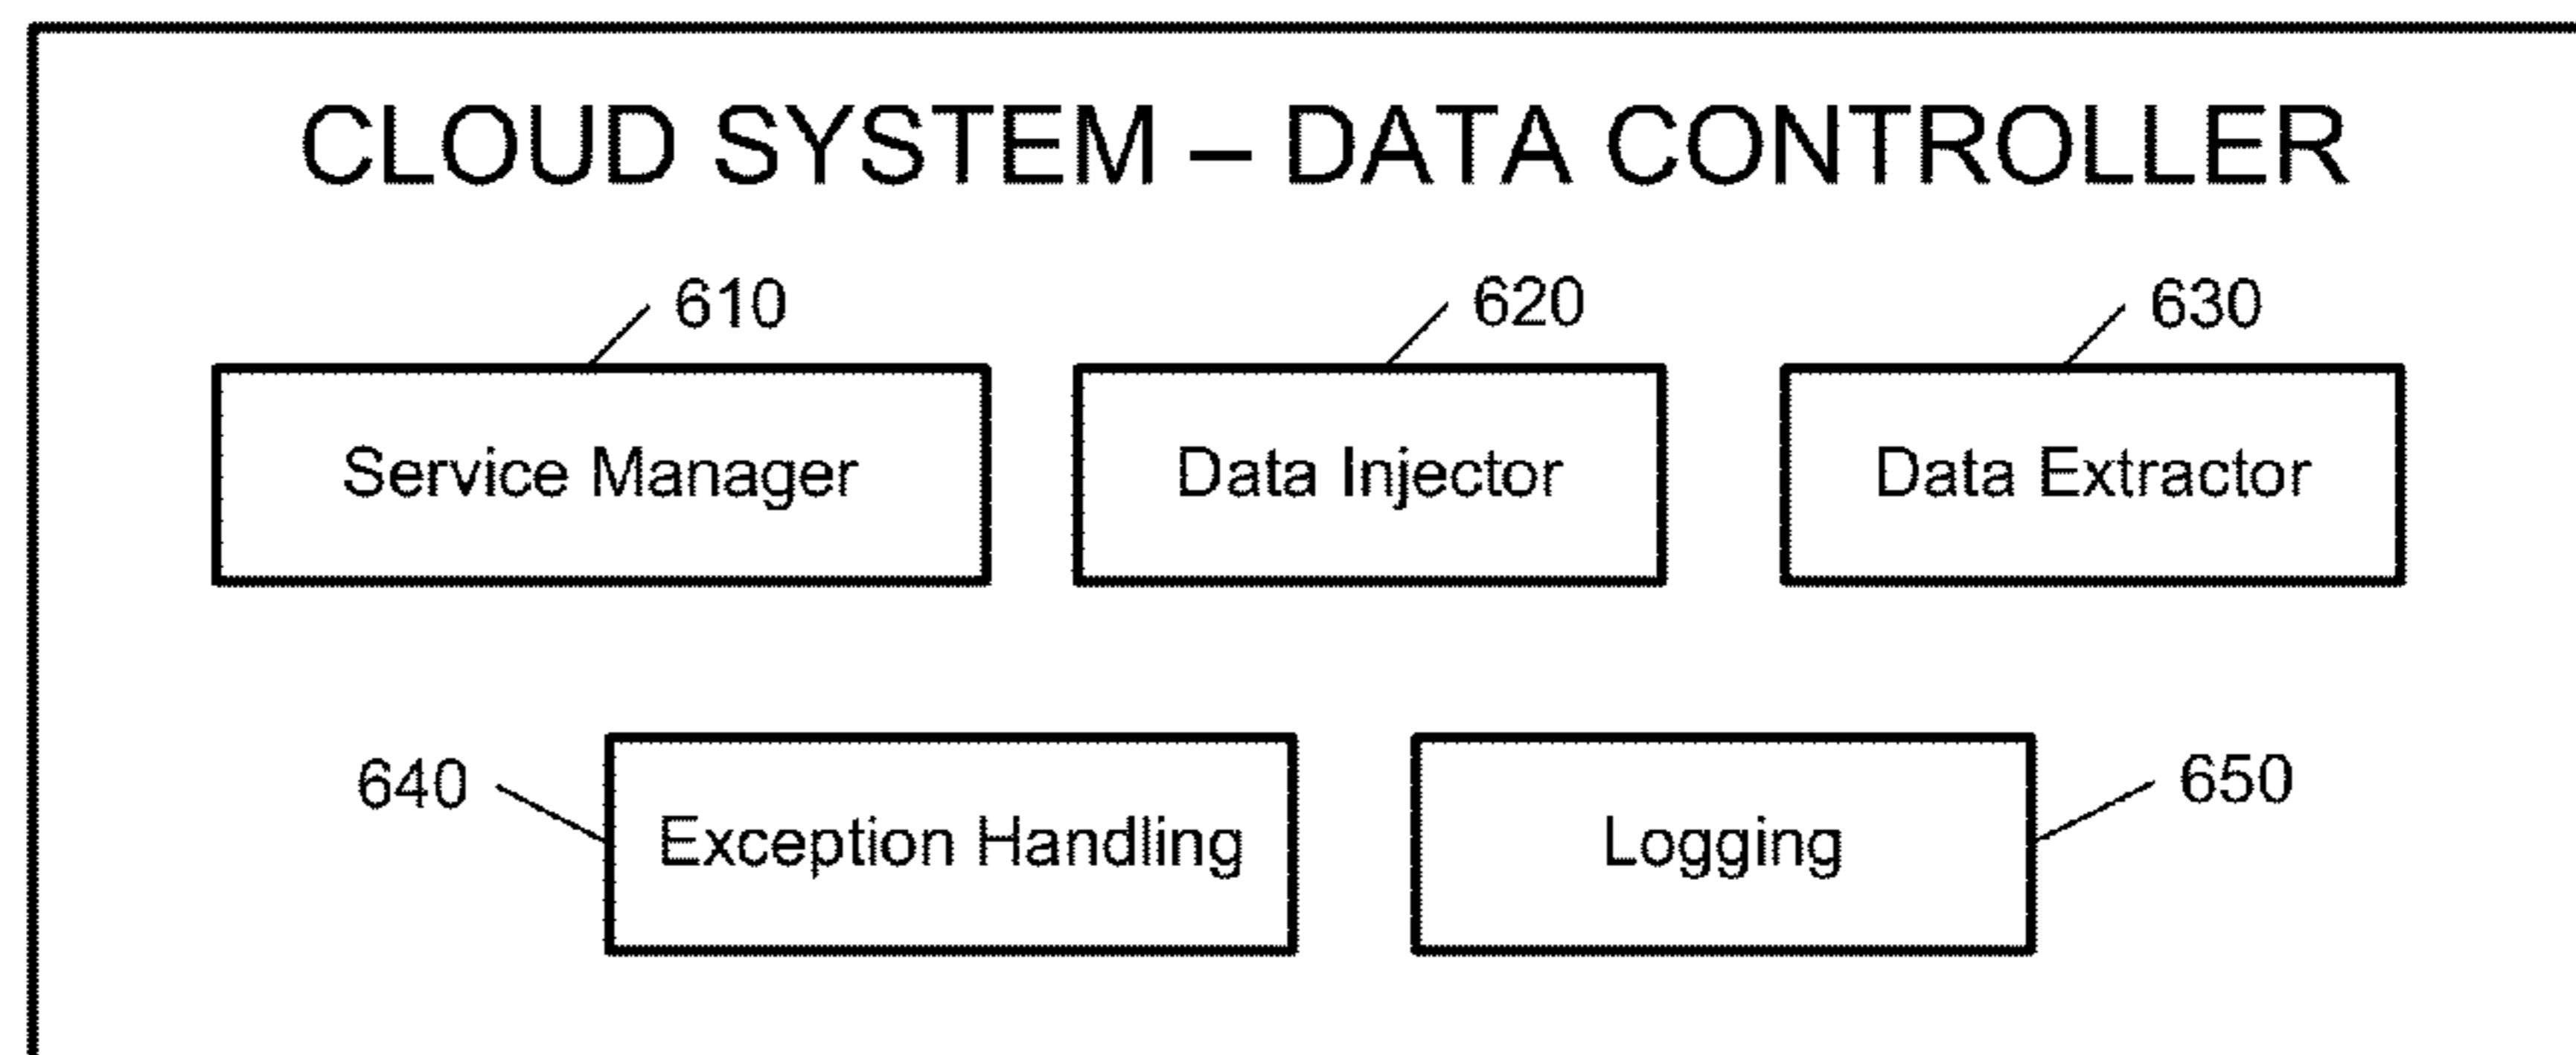 CLOUD SYSTEM – DATA CONTROLLER
610
620
630
Service Manager
Data Injector
Data Extractor
640
650
Exception Handling
Logging